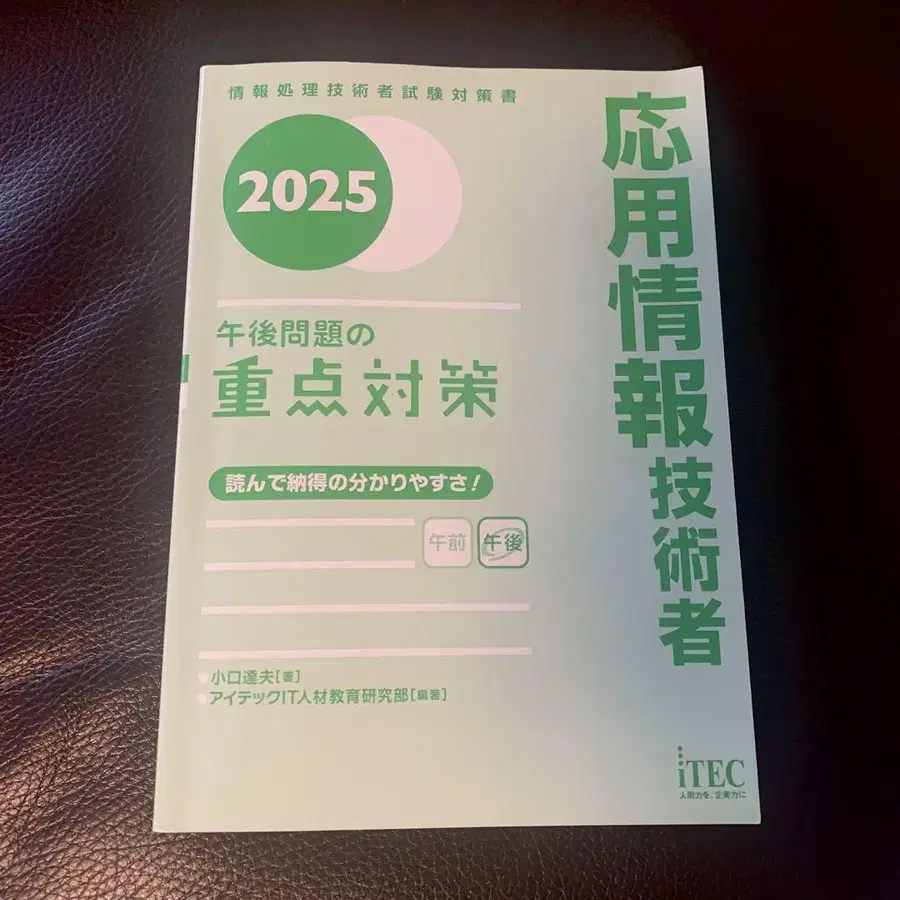 情報処理技術者試験対策書
2025
応用情報技術者
午後問題の
重点対策
読んで納得の分かりやすさ!
午前 午後
小口達夫[著]
アイテックIT人材教育研究部[編著]
iTEC
人間力を、企業力に